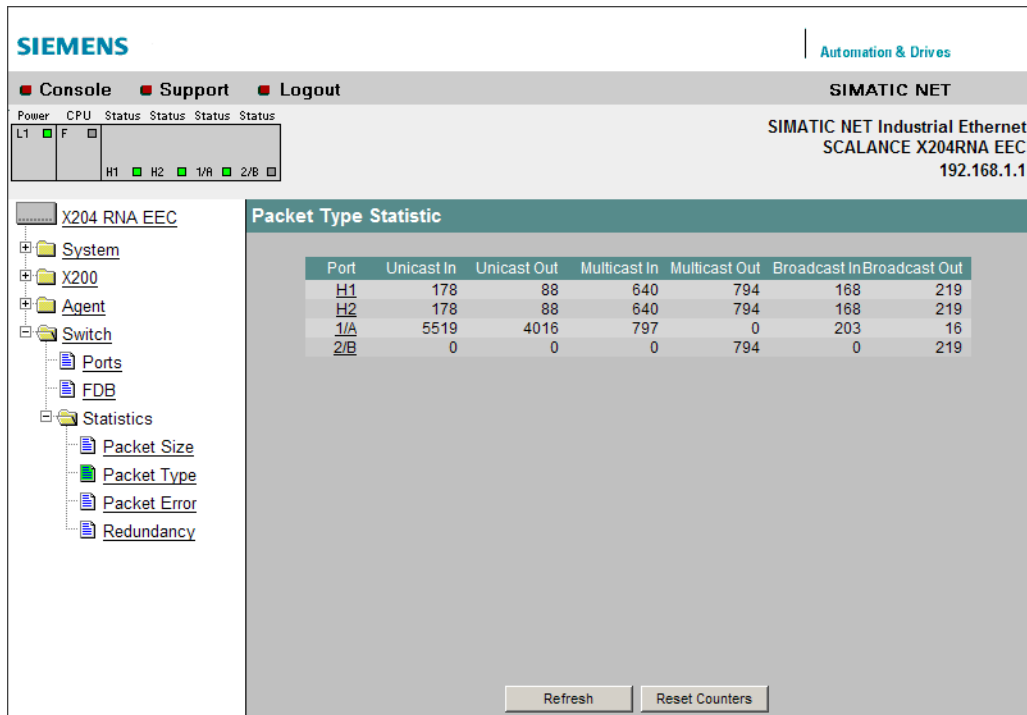 SIEMENS
Automation & Drives
Console Support Logout SIMATIC NET
Power CPU Status Status Status Status
L1 F
H1 H2 1/A 2/B
SIMATIC NET Industrial Ethernet
SCALANCE X204RNA EEC
192.168.1.1
X204 RNA EEC
System
X200
Agent
Switch
Ports
FDB
Statistics
Packet Size
Packet Type
Packet Error
Redundancy
Packet Type Statistic
Port Unicast In Unicast Out Multicast In Multicast Out Broadcast In Broadcast Out
H1 178 88 640 794 168 219
H2 178 88 640 794 168 219
1/A 5519 4016 797 0 203 16
2/B 0 0 0 794 0 219
Refresh Reset Counters